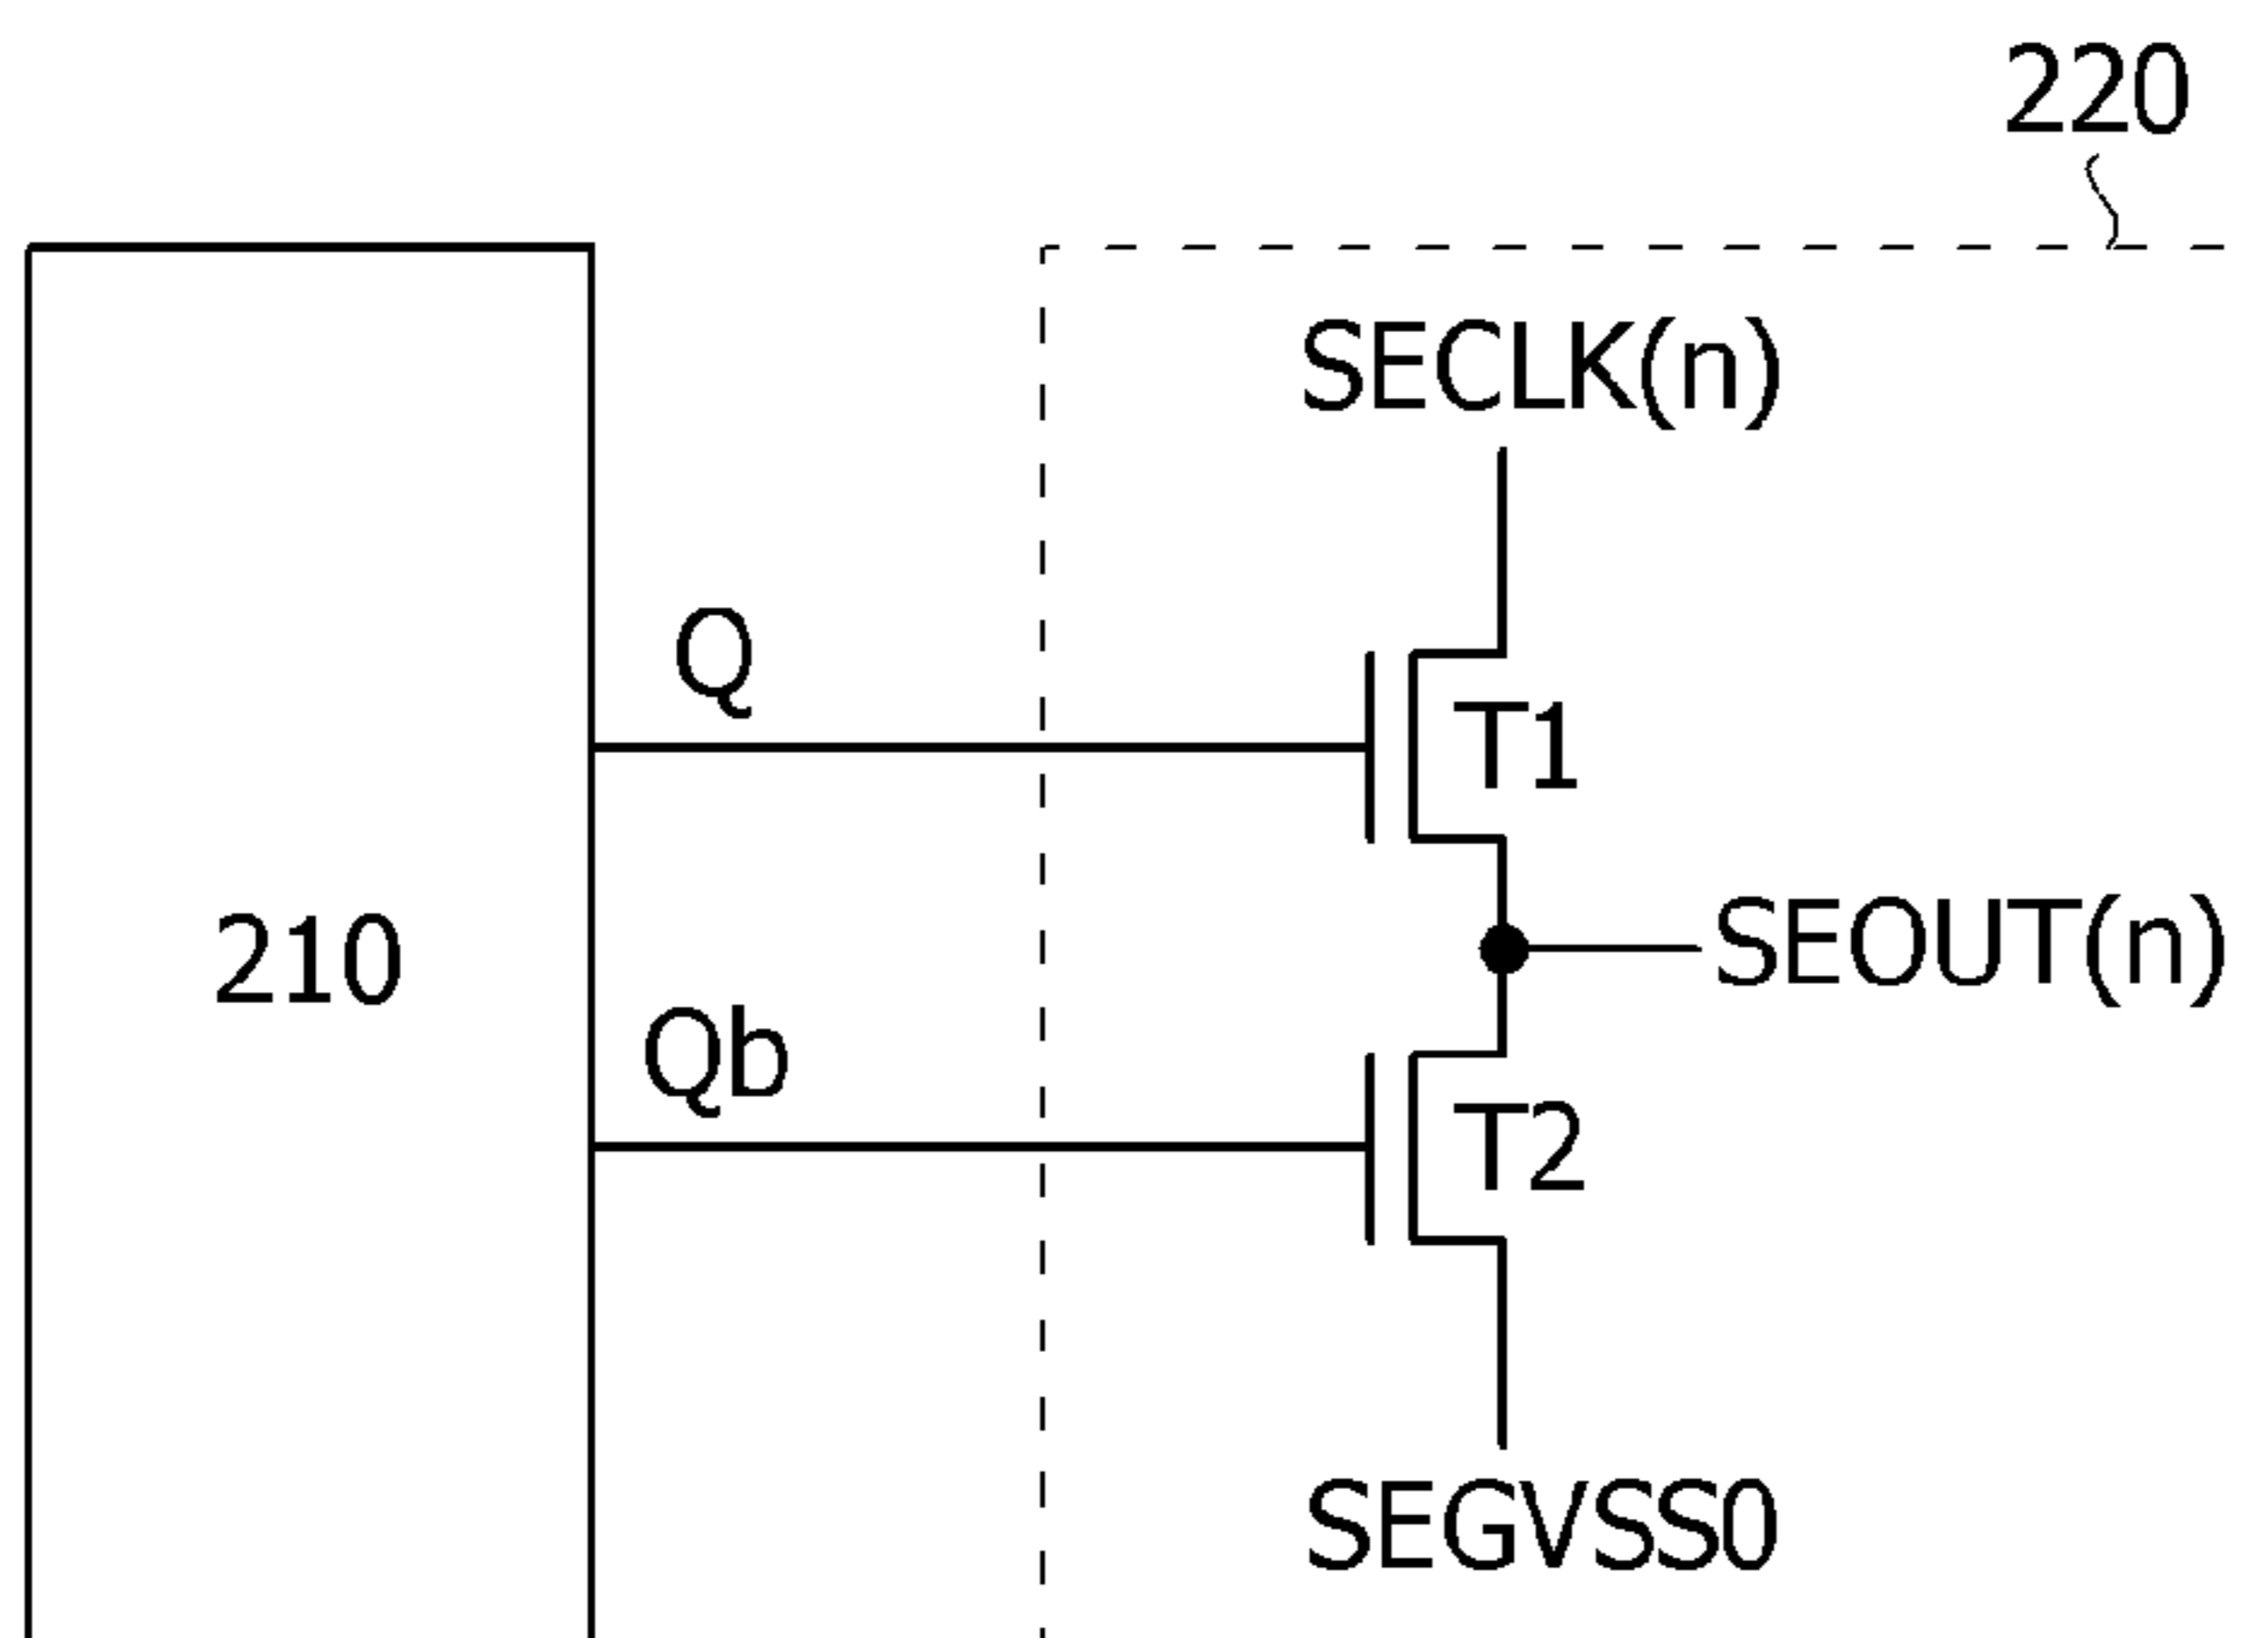 220
SECLK(n)
Q
T1
SEOUT(n)
210
Qb
T2
SEGVSS0